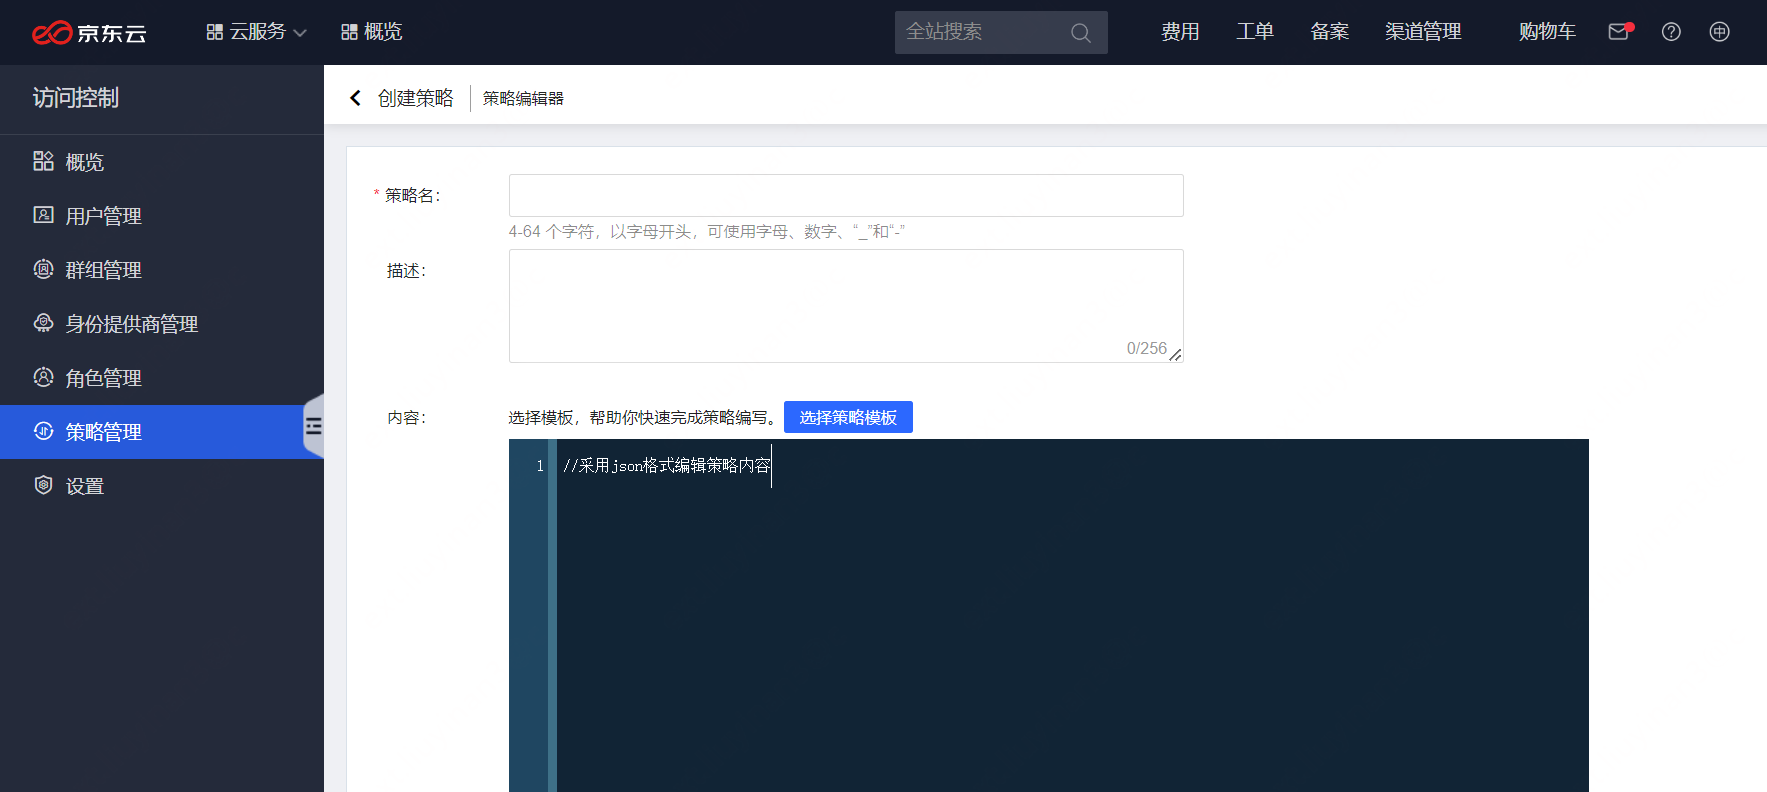 京东云 云服务 概览 全站搜索 费用 工单 备案 渠道管理 购物车
访问控制
创建策略 策略编辑器
概览
用户管理
群组管理
身份提供商管理
角色管理
策略管理
设置
* 策略名：
4-64 个字符，以字母开头，可使用字母、数字、“_”和“-”
描述：
0/256
内容： 选择模板，帮助你快速完成策略编写。 选择策略模板
1 //采用json格式编辑策略内容